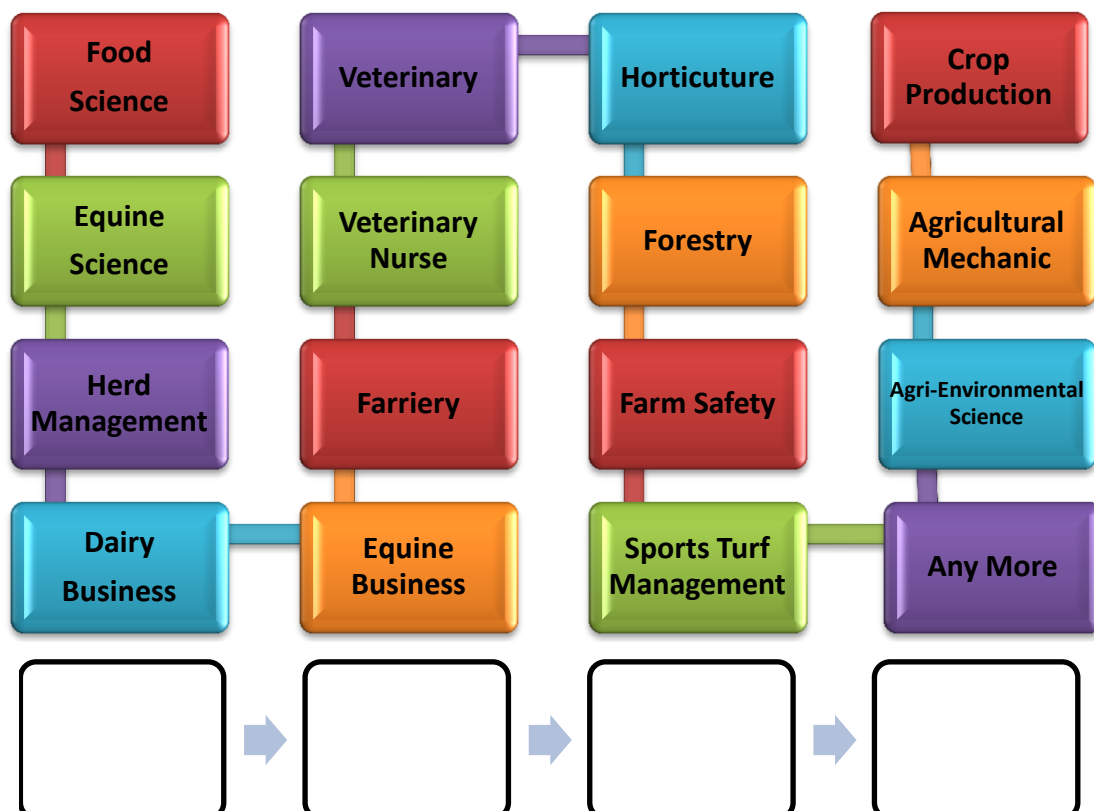 Food
Science
Equine
Science
Herd
Management
Dairy
Business
Equine
Business
Farriery
Veterinary
Nurse
Veterinary
Horticuture
Forestry
Farm Safety
Sports Turf
Management
Any More
Agri-Environmental
Science
Agricultural
Mechanic
Crop
Production